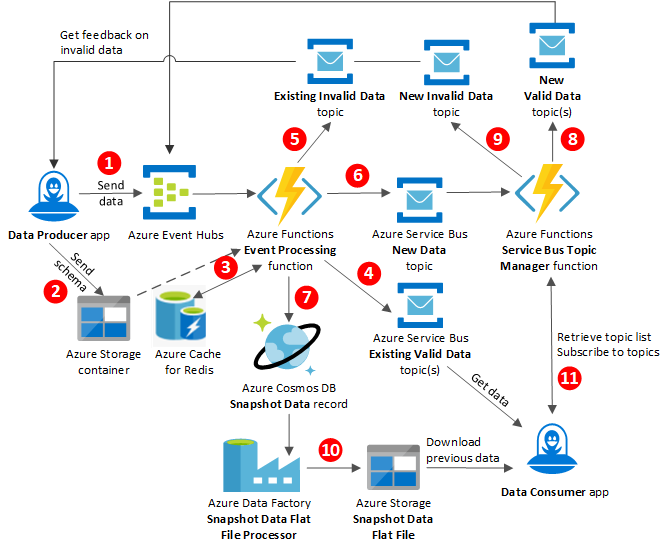 Get feedback on
invalid data
Existing Invalid Data
topic
New Invalid Data
topic
New
Valid Data
topic(s)
5
9
8
1
Send
data
6
Data Producer app
Azure Event Hubs
Azure Functions
Event Processing
function
Azure Service Bus
New Data
topic
Azure Functions
Service Bus Topic
Manager function
Send
schema
2
3
4
7
Azure Storage
container
Azure Cache
for Redis
Azure Service Bus
Existing Valid Data
topic(s)
Retrieve topic list
Subscribe to topics
11
Azure Cosmos DB
Snapshot Data record
Get data
10
Download
previous data
Data Consumer app
Azure Data Factory
Snapshot Data Flat
File Processor
Azure Storage
Snapshot Data
Flat File